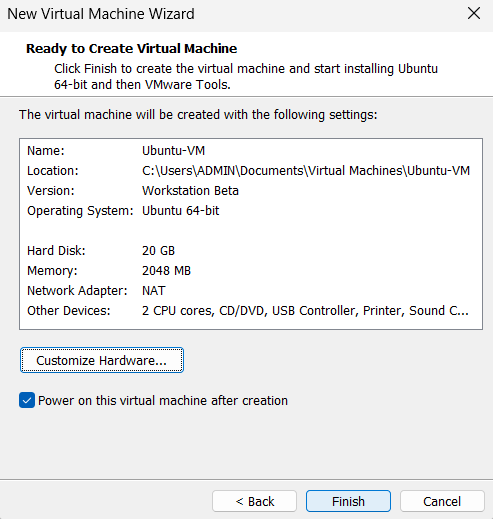 New Virtual Machine Wizard
Ready to Create Virtual Machine
Click Finish to create the virtual machine and start installing Ubuntu
64-bit and then VMware Tools.
The virtual machine will be created with the following settings:
Name: Ubuntu-VM
Location: C:\Users\ADMIN\Documents\Virtual Machines\Ubuntu-VM
Version: Workstation Beta
Operating System: Ubuntu 64-bit
Hard Disk: 20 GB
Memory: 2048 MB
Network Adapter: NAT
Other Devices: 2 CPU cores, CD/DVD, USB Controller, Printer, Sound C...
Customize Hardware...
Power on this virtual machine after creation
< Back Finish Cancel